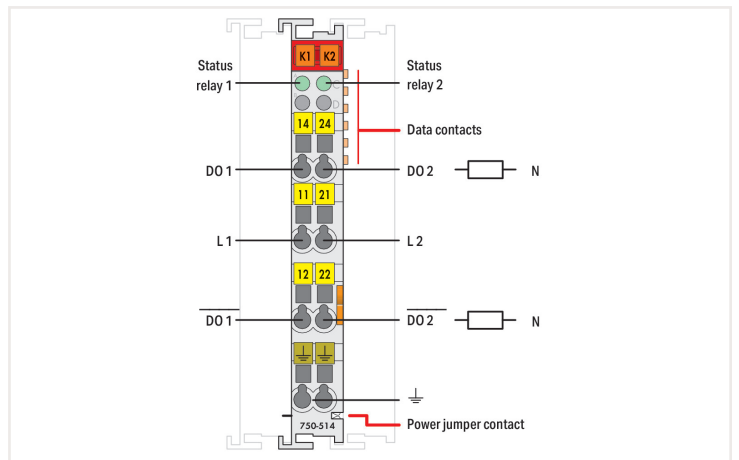 K1 K2
Status
relay 1
Status
relay 2
C
D
14 24
Data contacts
DO 1
DO 2
N
11 21
L 1
L 2
12 22
DO 1
DO 2
N
750-514
Power jumper contact